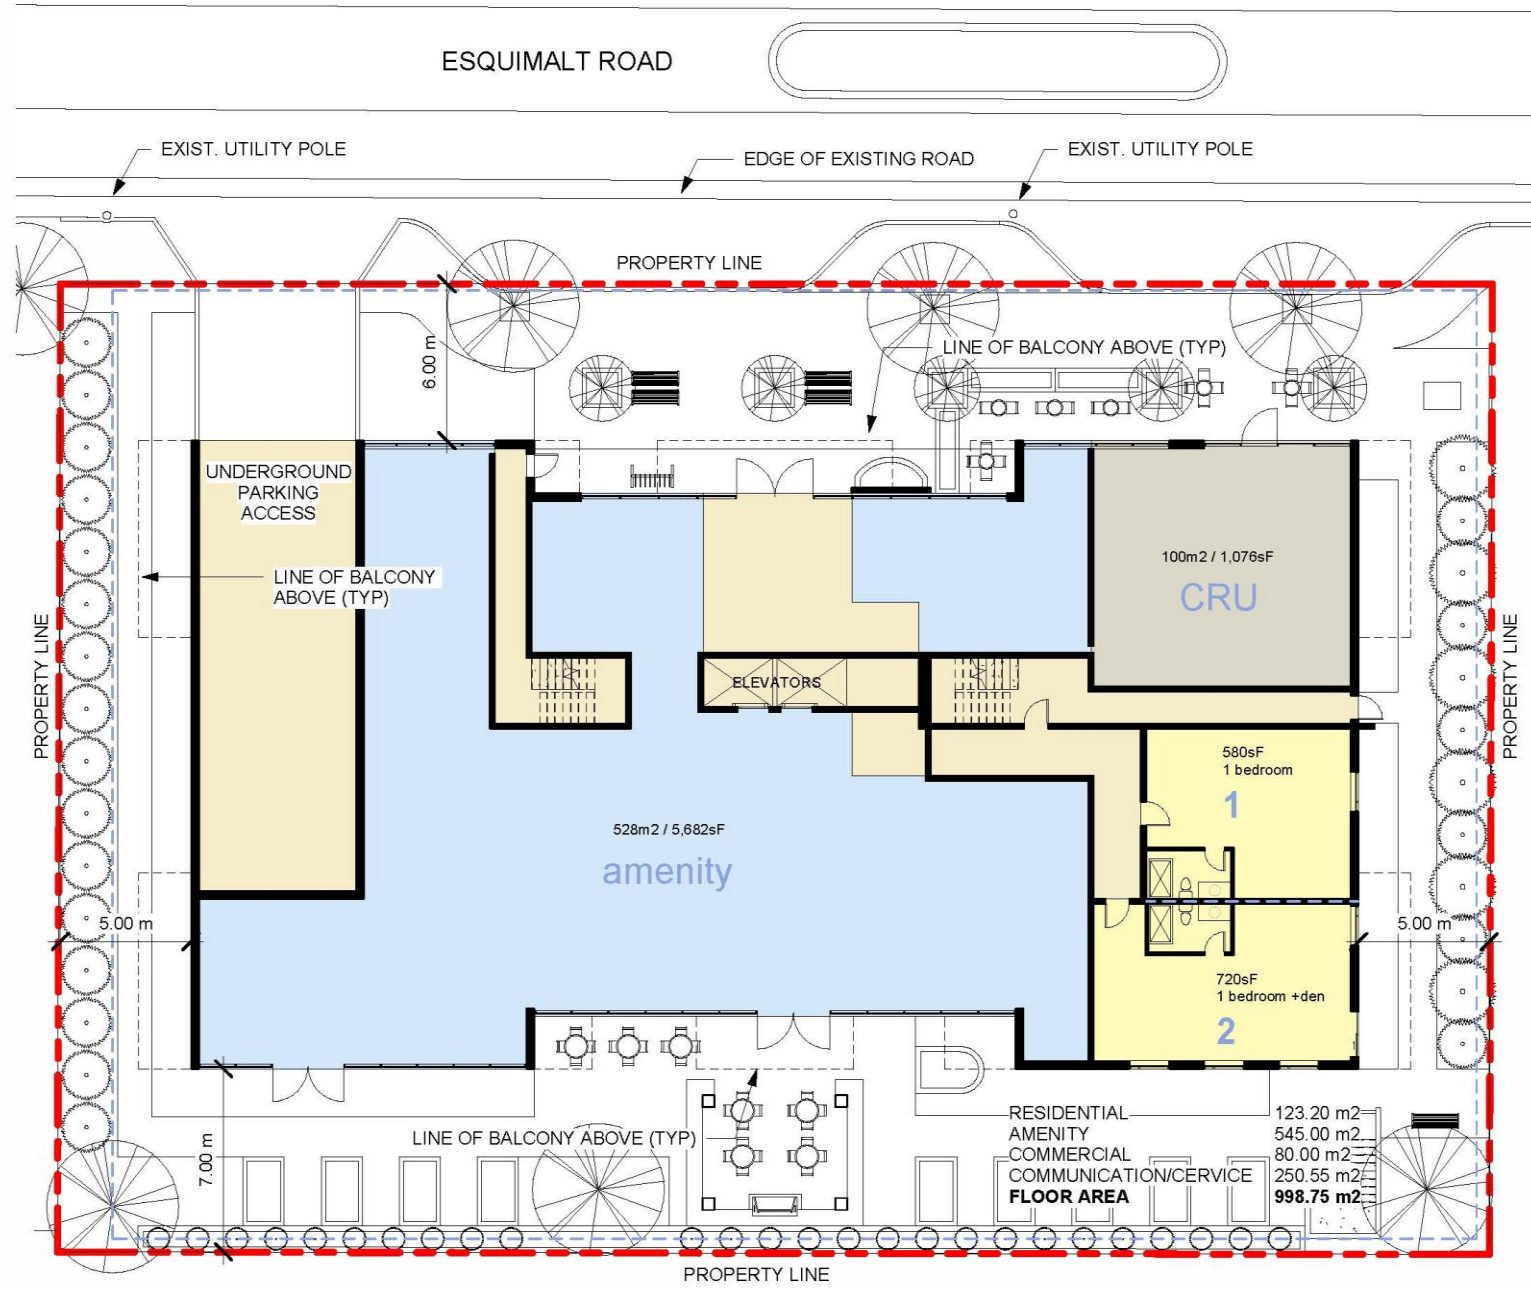 ESQUIMALT ROAD
EXIST. UTILITY POLE
EDGE OF EXISTING ROAD
EXIST. UTILITY POLE
PROPERTY LINE
6.00 m
LINE OF BALCONY ABOVE (TYP)
UNDERGROUND
PARKING
ACCESS
LINE OF BALCONY
ABOVE (TYP)
100m2 / 1,076sF
CRU
PROPERTY LINE
PROPERTY LINE
ELEVATORS
580sF
1 bedroom
1
528m2 / 5,682sF
amenity
5.00 m
5.00 m
720sF
1 bedroom +den
2
7.00 m
LINE OF BALCONY ABOVE (TYP)
RESIDENTIAL 123.20 m2
AMENITY 545.00 m2
COMMERCIAL 80.00 m2
COMMUNICATION/CERVICE 250.55 m2
FLOOR AREA 998.75 m2
PROPERTY LINE